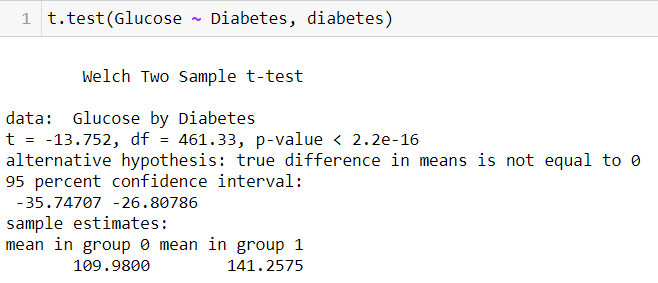 1 t.test(Glucose ~ Diabetes, diabetes)
Welch Two Sample t-test
data:  Glucose by Diabetes
t = -13.752, df = 461.33, p-value < 2.2e-16
alternative hypothesis: true difference in means is not equal to 0
95 percent confidence interval:
 -35.74707 -26.80786
sample estimates:
mean in group 0 mean in group 1
       109.9800        141.2575